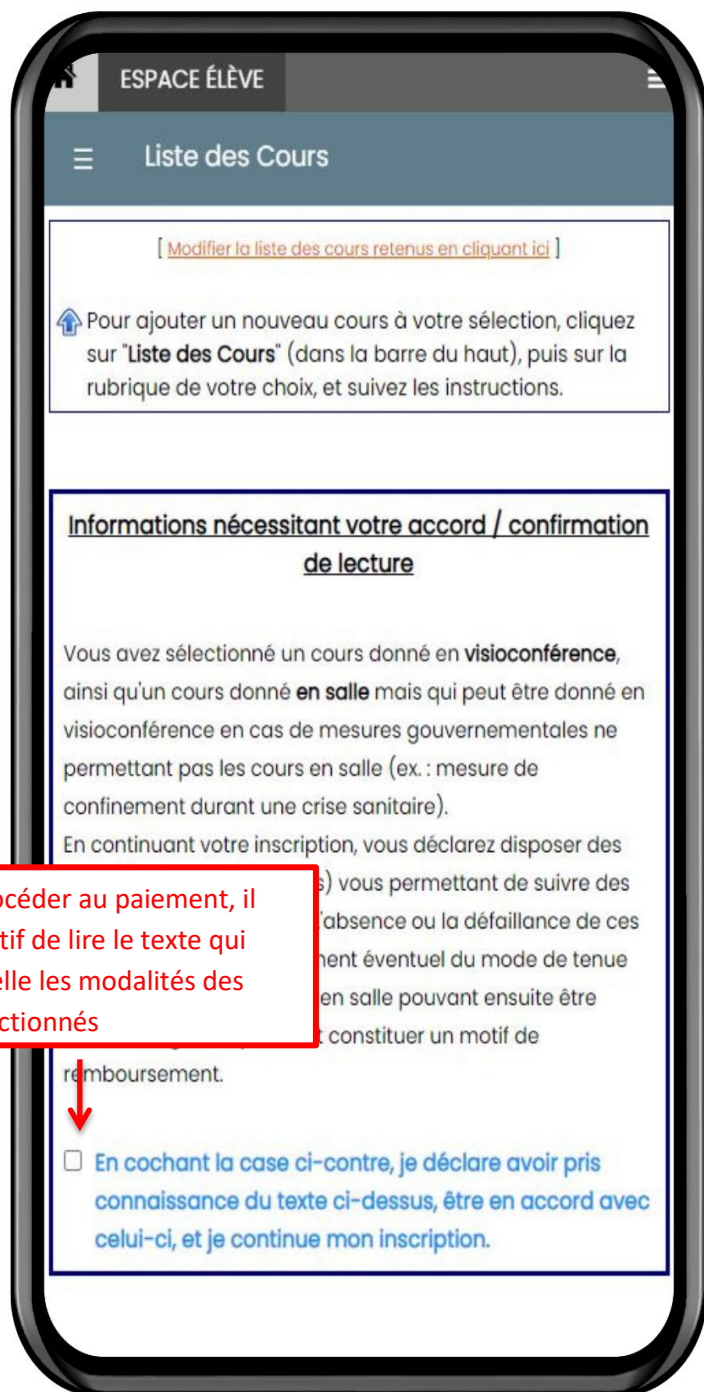 ESPACE ÉLÈVE
Liste des Cours
[ Modifier la liste des cours retenus en cliquant ici ]
Pour ajouter un nouveau cours à votre sélection, cliquez
sur "Liste des Cours" (dans la barre du haut), puis sur la
rubrique de votre choix, et suivez les instructions.
Informations nécessitant votre accord / confirmation
de lecture
Vous avez sélectionné un cours donné en visioconférence,
ainsi qu'un cours donné en salle mais qui peut être donné en
visioconférence en cas de mesures gouvernementales ne
permettant pas les cours en salle (ex. : mesure de
confinement durant une crise sanitaire).
En continuant votre inscription, vous déclarez disposer des
s) vous permettant de suivre des
l'absence ou la défaillance de ces
ent éventuel du mode de tenue
en salle pouvant ensuite être
constituer un motif de
remboursement.
océder au paiement, il
tif de lire le texte qui
elle les modalités des
ctionnés
En cochant la case ci-contre, je déclare avoir pris
connaissance du texte ci-dessus, être en accord avec
celui-ci, et je continue mon inscription.